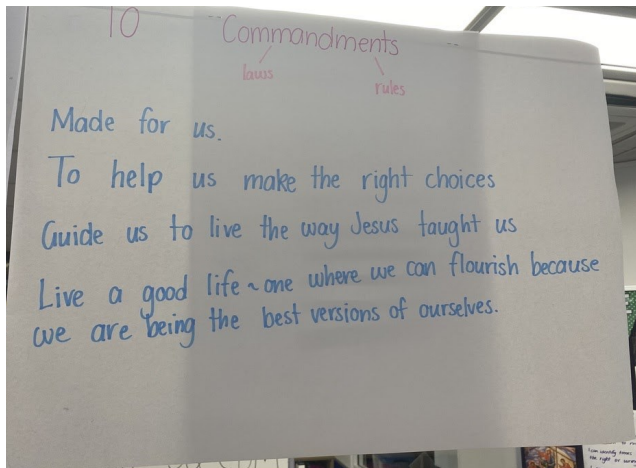 10 Commandments
laws
rules
Made for us.
To help us make the right choices
Guide us to live the way Jesus taught us
Live a good life ~ one where we can flourish because
we are being the best versions of ourselves.